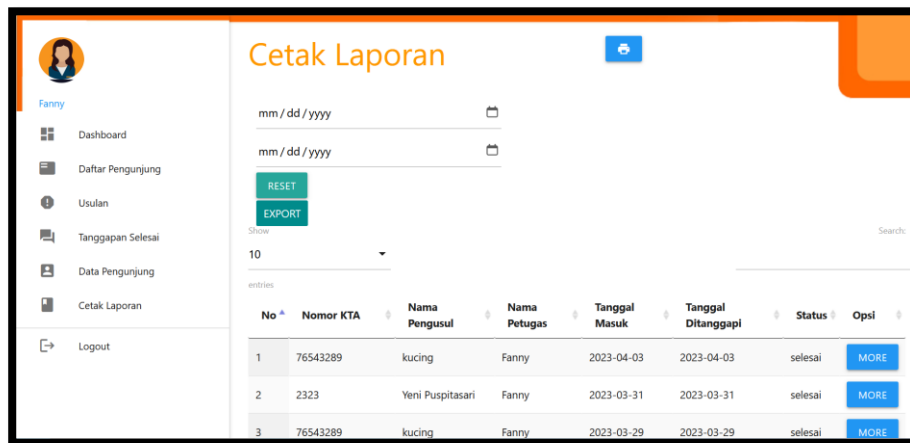 Cetak Laporan
Fanny
Dashboard
Daftar Pengunjung
Usulan
Tanggapan Selesai
Data Pengunjung
Cetak Laporan
Logout
mm/dd/yyyy
mm/dd/yyyy
RESET
EXPORT
Show
Search:
10
entries
No Nomor KTA Nama Pengusul Nama Petugas Tanggal Masuk Tanggal Ditanggapi Status Opsi
1 76543289 kucing Fanny 2023-04-03 2023-04-03 selesai MORE
2 2323 Yeni Puspitasari Fanny 2023-03-31 2023-03-31 selesai MORE
3 76543289 kucing Fanny 2023-03-29 2023-03-29 selesai MORE